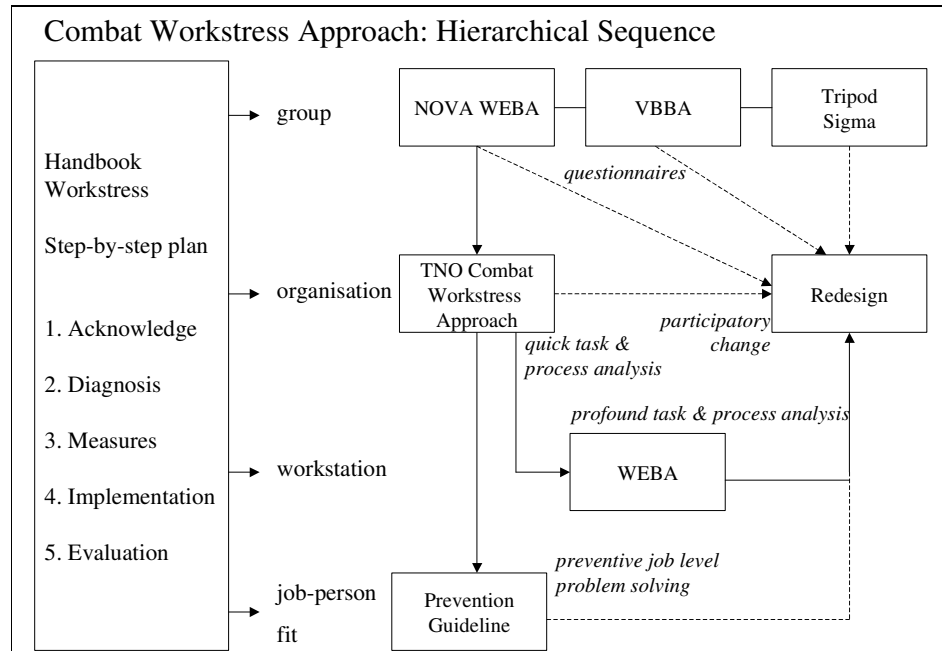 Combat Workstress Approach: Hierarchical Sequence
Handbook
Workstress
Step-by-step plan
1. Acknowledge
2. Diagnosis
3. Measures
4. Implementation
5. Evaluation
group
organisation
workstation
job-person
fit
NOVA WEBA
VBBA
Tripod
Sigma
questionnaires
TNO Combat
Workstress
Approach
Redesign
participatory
change
quick task &
process analysis
profound task & process analysis
WEBA
preventive job level
problem solving
Prevention
Guideline